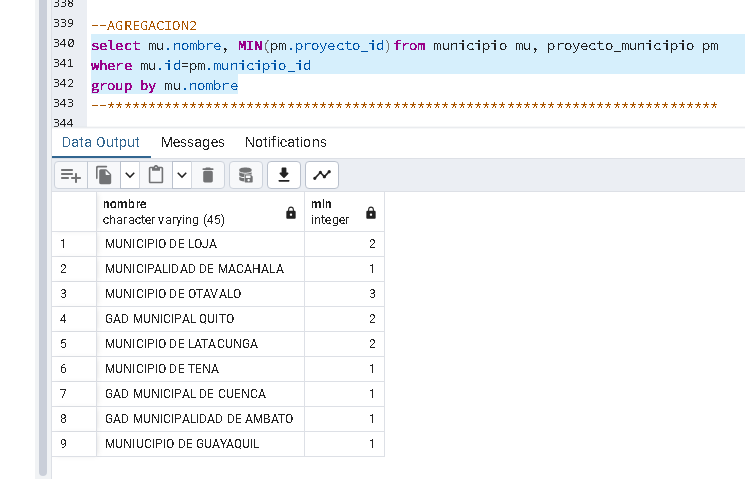 338
339 --AGREGACION2
340 select mu.nombre, MIN(pm.proyecto_id)from municipio mu, proyecto_municipio pm
341 where mu.id=pm.municipio_id
342 group by mu.nombre
343 --***************************************************************************
344
Data Output Messages Notifications
nombre min
character varying (45) integer
1 MUNICIPIO DE LOJA 2
2 MUNICIPALIDAD DE MACAHALA 1
3 MUNICIPIO DE OTAVALO 3
4 GAD MUNICIPAL QUITO 2
5 MUNICIPIO DE LATACUNGA 2
6 MUNICIPIO DE TENA 1
7 GAD MUNICIPAL DE CUENCA 1
8 GAD MUNICIPALIDAD DE AMBATO 1
9 MUNIUCIPIO DE GUAYAQUIL 1